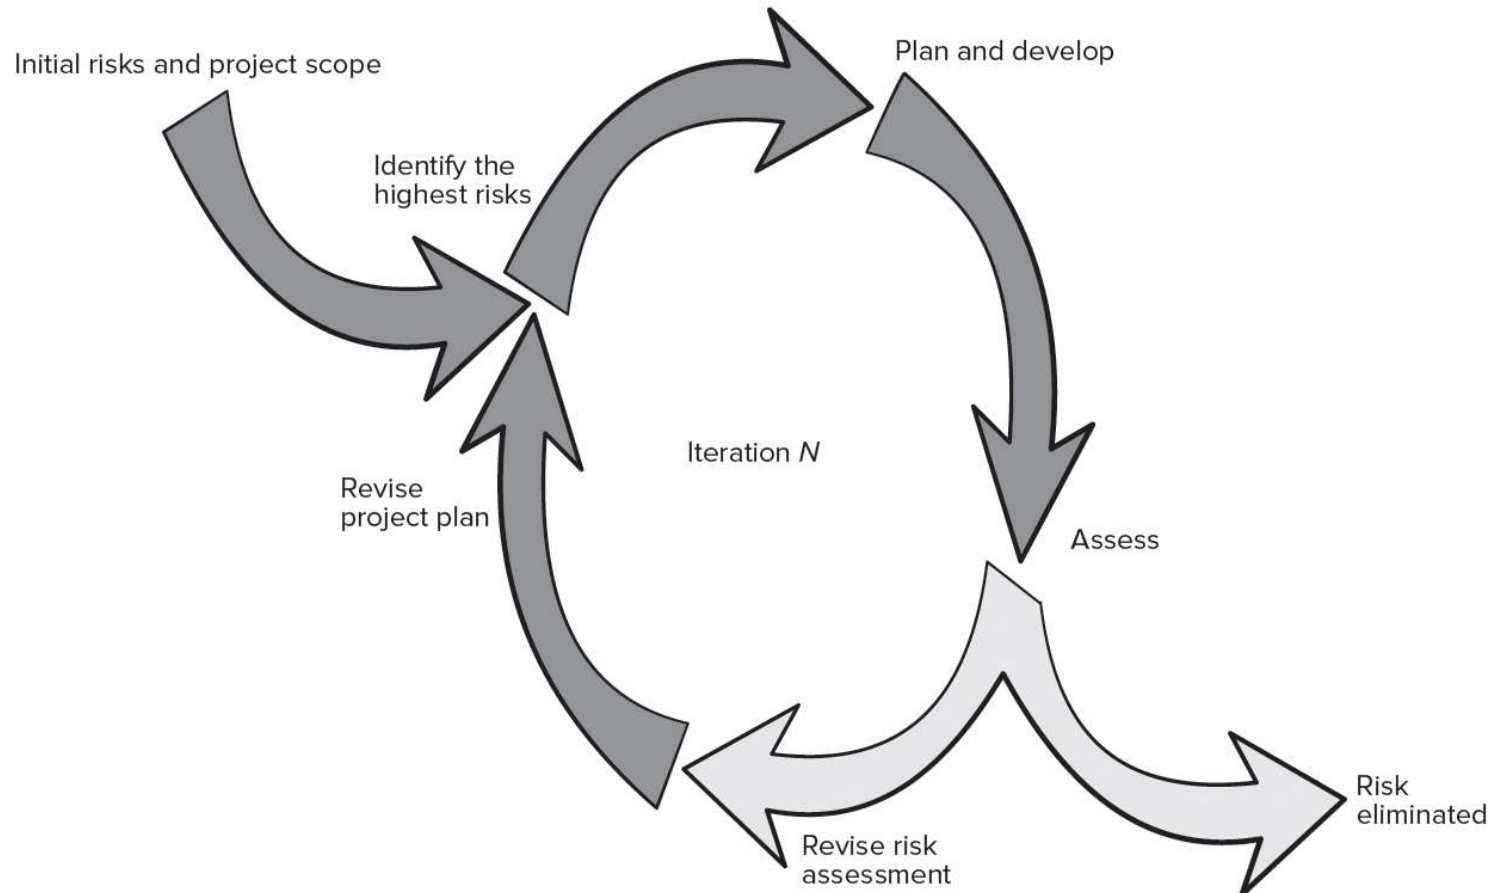 Initial risks and project scope
Plan and develop
Identify the
highest risks
Iteration N
Revise
project plan
Assess
Risk
eliminated
Revise risk
assessment